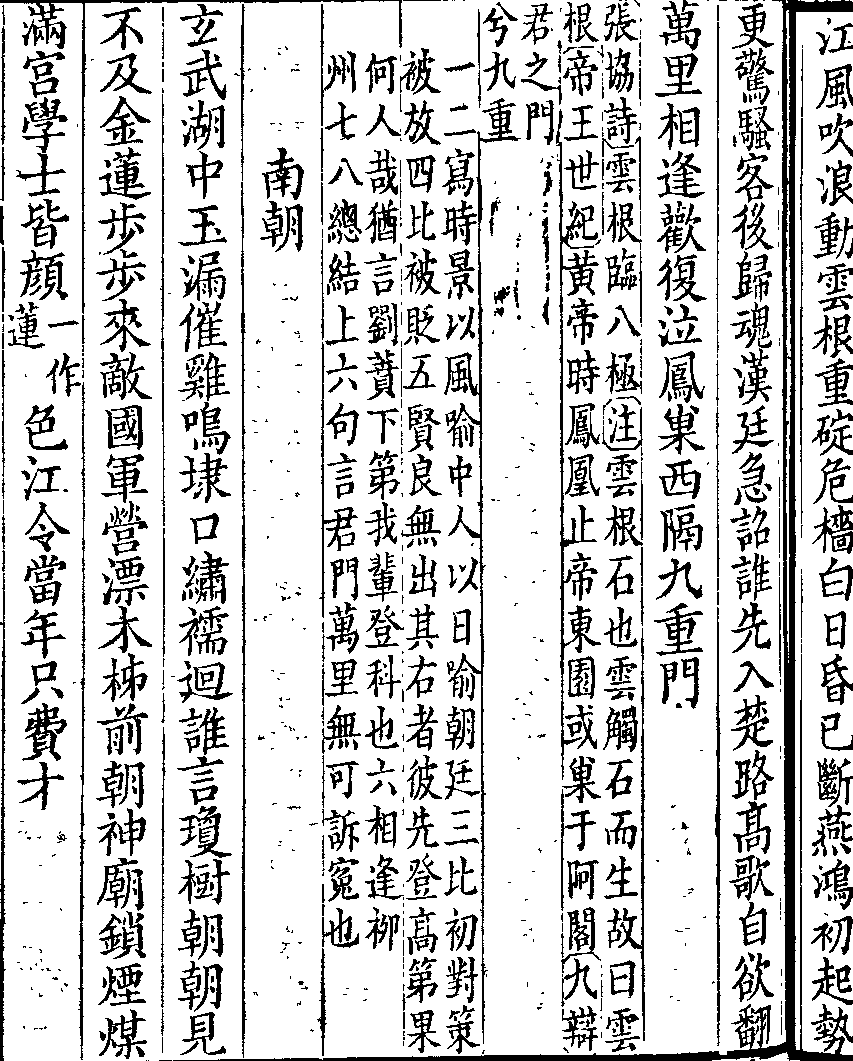 江風吹浪動雲根重碇危檣白日昏已斷燕鴻初起勢
更驚騷客後歸魂漢廷急詔誰先入楚路高歌自欲翻
萬里相逢歡復泣鳳巢西隔九重門
張協詩雲根臨八極注雲根石也雲觸石而生故曰雲
根帝王世紀黃帝時鳳凰止帝東園或巢于阿閣九辯
君之門
兮九重
一二寫時景以風喻中人以日喻朝廷三比初對策
被放四比被貶五賢良無出其右者彼先登高第果
何人哉猶言劉蕡下第我輩登科也六相逢柳
州七八總結上六句言君門萬里無可訴寃也
南朝
玄武湖中玉漏催雞鳴埭口繡襦迴誰言瓊樹朝朝見
不及金蓮步步來敵國軍營漂木柹前朝神廟鎖煙煤
滿宮學士皆顔一作蓮色江令當年只費才